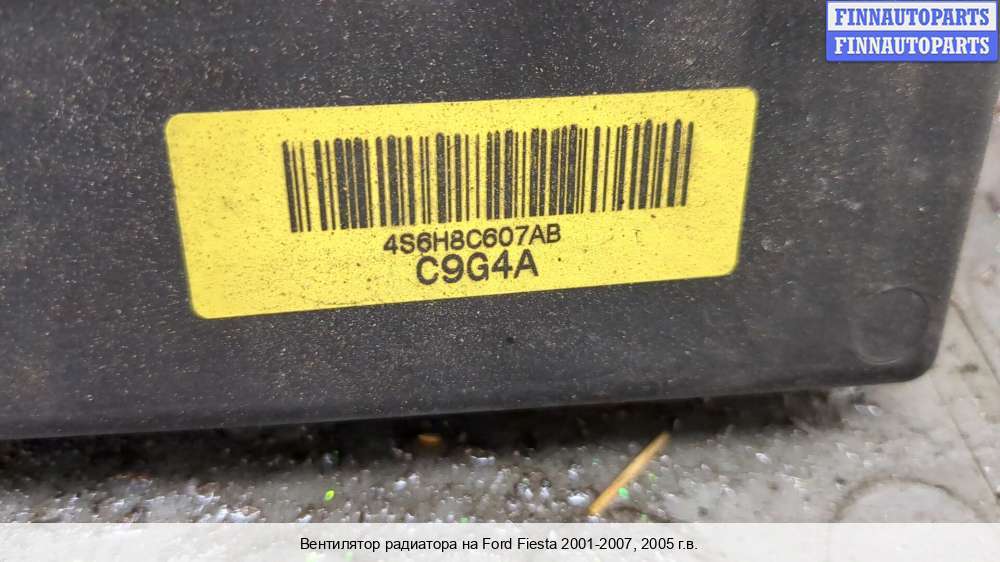 FINNAUTOPARTS
FINNAUTOPARTS
4S6H8C607AB
C9G4A
Вентилятор радиатора на Ford Fiesta 2001-2007, 2005 г.в.